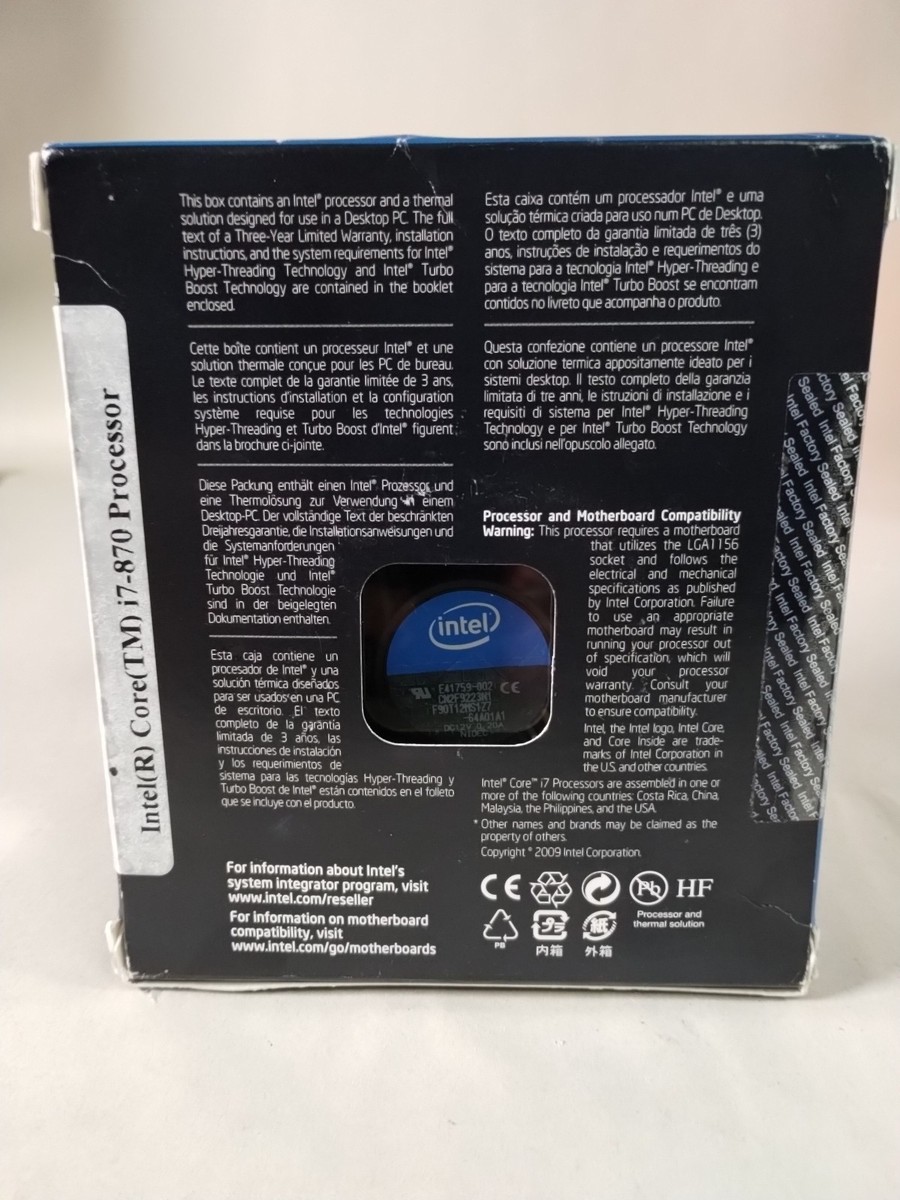 This box contains an Intel® processor and a thermal
solution designed for use in a Desktop PC. The full
text of a Three-Year Limited Warranty, installation
instructions, and the system requirements for Intel®
Hyper-Threading Technology and Intel® Turbo
Boost Technology are contained in the booklet
enclosed.
Cette boîte contient un processeur Intel® et une
solution thermale conçue pour les PC de bureau.
Le texte complet de la garantie limitée de 3 ans,
les instructions d'installation et la configuration
système requise pour les technologies
Hyper-Threading et Turbo Boost d'Intel® figurent
dans la brochure ci-jointe.
Diese Packung enthält einen Intel® Prozessor und
eine Thermolösung zur Verwendung in einem
Desktop-PC. Der vollständige Text der beschränkten
Dreijahresgarantie, die Installationsanweisungen und
die Systemanforderungen
für Intel® Hyper-Threading
Technologie und Intel®
Turbo Boost Technologie
sind in der beigelegten
Dokumentation enthalten.
Esta caja contiene un
procesador de Intel® y una
solución térmica diseñados
para ser usados en una PC
de escritorio. El texto
completo de la garantía
limitada de 3 años, las
instrucciones de instalación
y los requerimientos de
sistema para las tecnologías Hyper-Threading y
Turbo Boost de Intel® están contenidos en el folleto
que se incluye con el producto.
For information about Intel's
system integrator program, visit
www.intel.com/reseller
For information on motherboard
compatibility, visit
www.intel.com/go/motherboards
Esta caixa contém um processador Intel® e uma
solução térmica criada para uso num PC de Desktop.
O texto completo da garantia limitada de três (3)
anos, instruções de instalação e requerimentos do
sistema para a tecnologia Intel® Hyper-Threading e
para a tecnologia Intel® Turbo Boost se encontram
contidos no livreto que acompanha o produto.
Questa confezione contiene un processore Intel®
con soluzione termica appositamente ideato per i
sistemi desktop. Il testo completo della garanzia
limitata di tre anni, le istruzioni di installazione e i
requisiti di sistema per Intel® Hyper-Threading
Technology e per Intel® Turbo Boost Technology
sono inclusi nell'opuscolo allegato.
Processor and Motherboard Compatibility
Warning: This processor requires a motherboard
that utilizes the LGA1156
socket and follows the
electrical and mechanical
specifications as published
by Intel Corporation. Failure
to use an appropriate
motherboard may result in
running your processor out
of specification, which will
void your processor
warranty. Consult your
motherboard manufacturer
to ensure compatibility.
Intel, the Intel logo, Intel Core,
and Core Inside are trade-
marks of Intel Corporation in
the U.S. and other countries.
Intel® Core™ i7 Processors are assembled in one or
more of the following countries: Costa Rica, China,
Malaysia, the Philippines, and the USA.
* Other names and brands may be claimed as the
property of others.
Copyright © 2009 Intel Corporation.
CE Pb HF
Processor and
thermal solution
PB プラ 紙
内箱 外箱
Intel(R) Core(TM) i7-870 Processor
intel
E41759-002 CE
F90T12MS1Z7
-64A01A1
NIDEC
Intel Factory Sealed